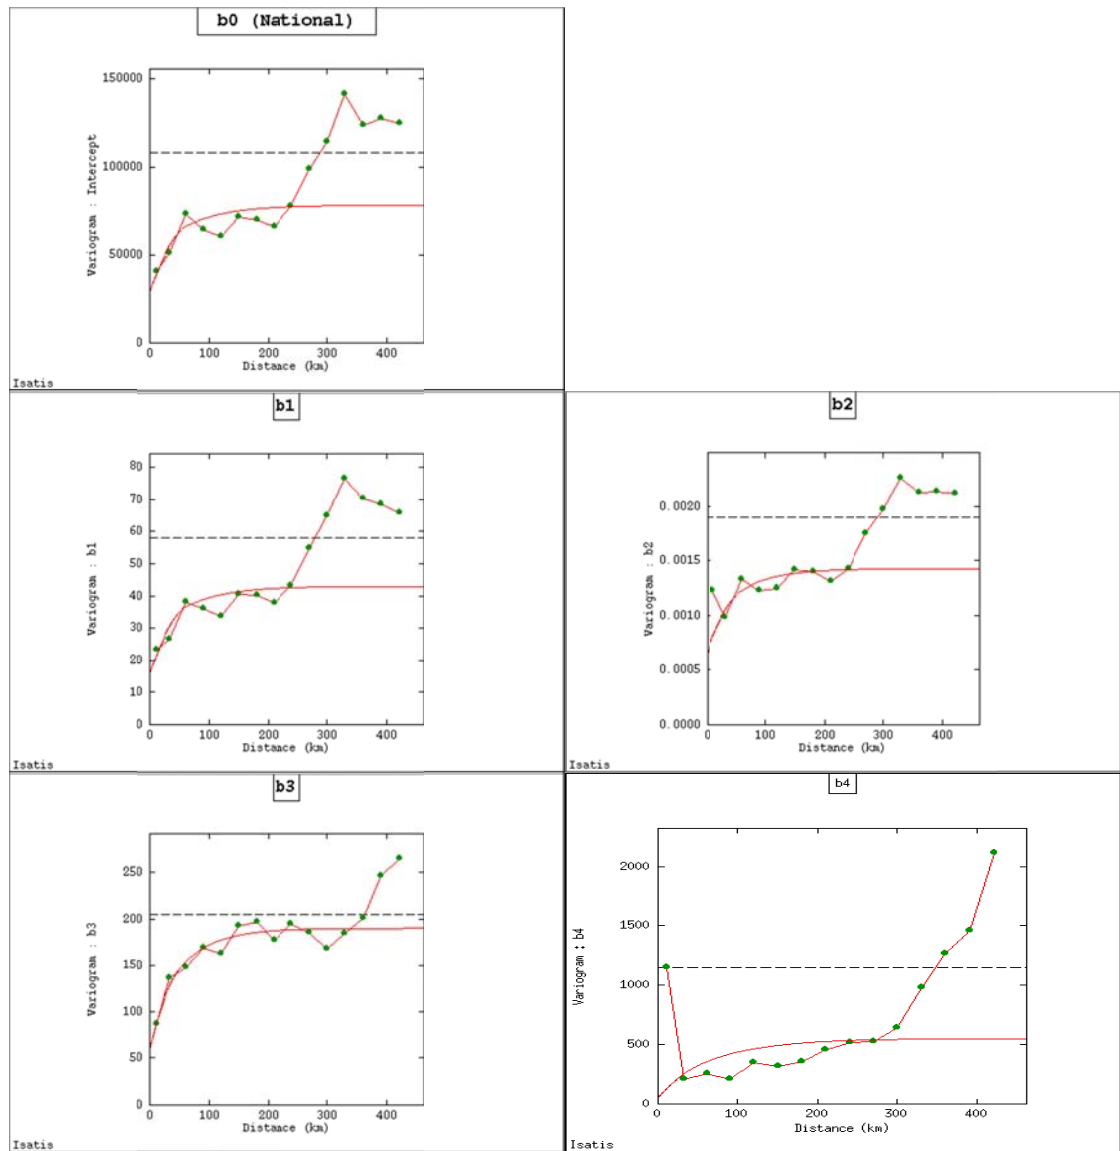 b0 (National)
Variogram : Intercept
150000
100000
50000
0
0 100 200 300 400
Distance (km)
Isatis
b1
Variogram : b1
80
70
60
50
40
30
20
10
0
0 100 200 300 400
Distance (km)
Isatis
b2
Variogram : b2
0.0020
0.0015
0.0010
0.0005
0.0000
0 100 200 300 400
Distance (km)
b3
Variogram : b3
250
200
150
100
50
0
0 100 200 300 400
Distance (km)
Isatis
b4
Variogram : b4
2000
1500
1000
500
0
0 100 200 300 400
Distance (km)
Isatis
Isatis